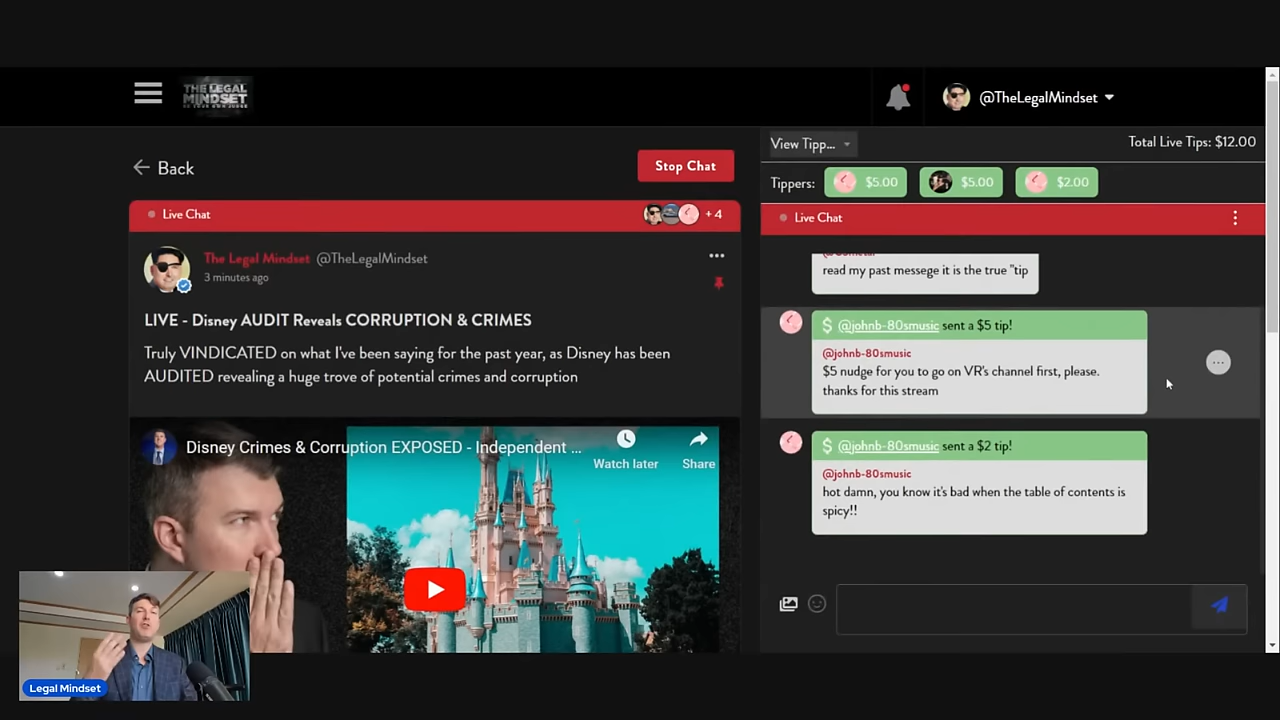 THE LEGAL
MINDSET
@TheLegalMindset
Back
Stop Chat
Live Chat
+ 4
The Legal Mindset @TheLegalMindset
3 minutes ago
LIVE - Disney AUDIT Reveals CORRUPTION & CRIMES
Truly VINDICATED on what I've been saying for the past year, as Disney has been
AUDITED revealing a huge trove of potential crimes and corruption
Disney Crimes & Corruption EXPOSED - Independent ...
Watch later
Share
Legal Mindset
View Tipp...
Total Live Tips: $12.00
Tippers:
$5.00
$5.00
$2.00
Live Chat
read my past messege it is the true "tip
$ @johnb-80smusic sent a $5 tip!
@johnb-80smusic
$5 nudge for you to go on VR's channel first, please.
thanks for this stream
$ @johnb-80smusic sent a $2 tip!
@johnb-80smusic
hot damn, you know it's bad when the table of contents is
spicy!!